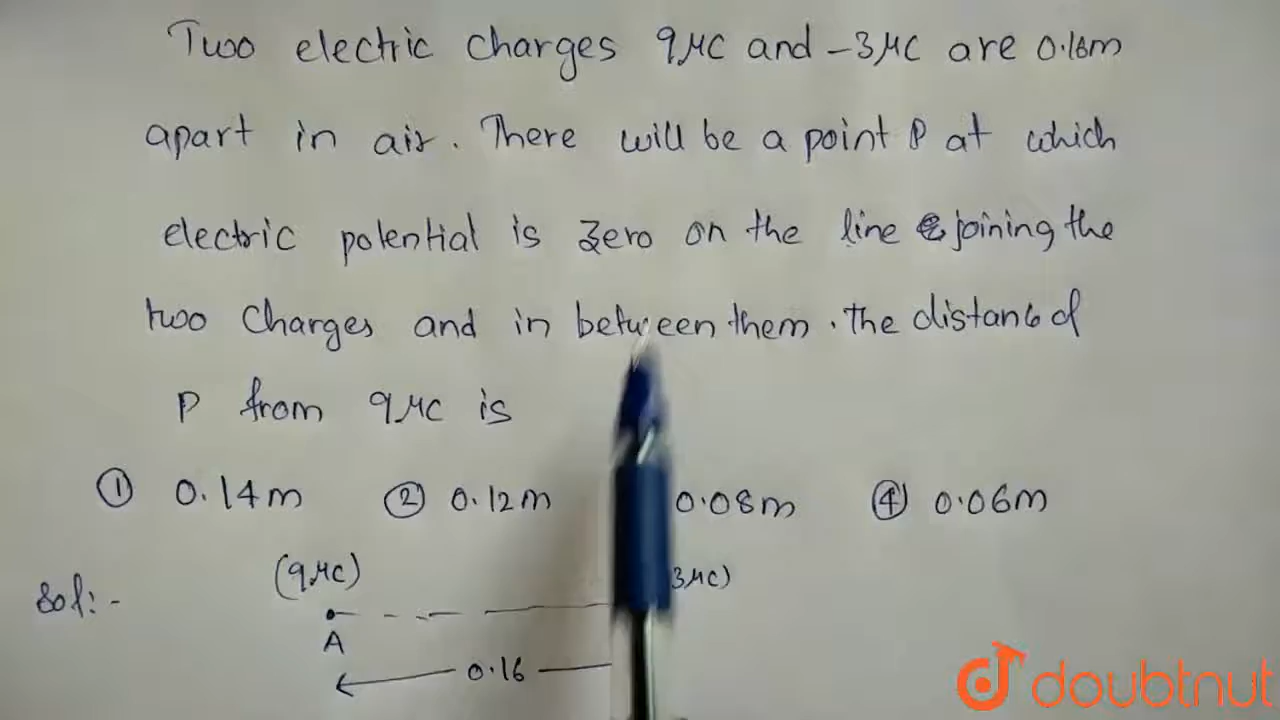 Two electric charges 9μC and -3μC are 0.16m
apart in air. There will be a point P at which
electric potential is zero on the line joining the
two charges and in between them. The distance of
P from 9μC is
① 0.14m ② 0.12m 0.08m ④ 0.06m
(9μC) 3μC)
Sol:-
A
0.16
doubtnut